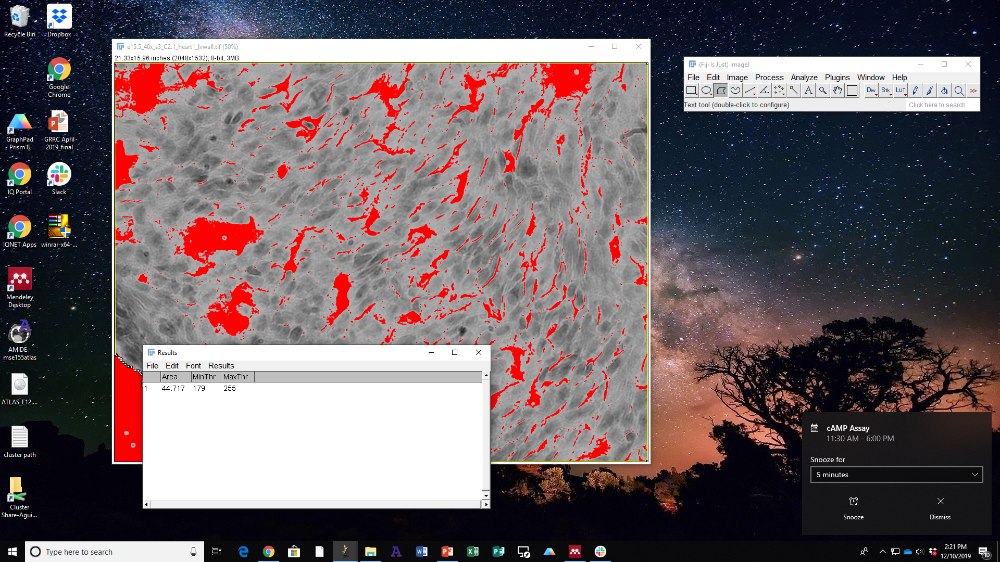 Recycle Bin
Dropbox
Google
Chrome
GraphPad
Prism 8
GRRC April
2019_final
IQ Portal
Slack
IQNET Apps
winrar-x64-...
Mendeley
Desktop
AMIDE -
mse155atlas
ATLAS_E12....
cluster path
Cluster
Share-Agui...
e15.5_40x_s3_C2.1_heart1_lvwall.tif (50%)
21.33x15.96 inches (2048x1532); 8-bit; 3MB
(Fiji Is Just) ImageJ
File Edit Image Process Analyze Plugins Window Help
A Dev Stk LUT >>
Text tool (double-click to configure)
Click here to search
Results
File Edit Font Results
Area MinThr MaxThr
1 44.717 179 255
cAMP Assay
11:30 AM - 6:00 PM
Snooze for
5 minutes
Snooze
Dismiss
Type here to search
2:21 PM
12/10/2019
10